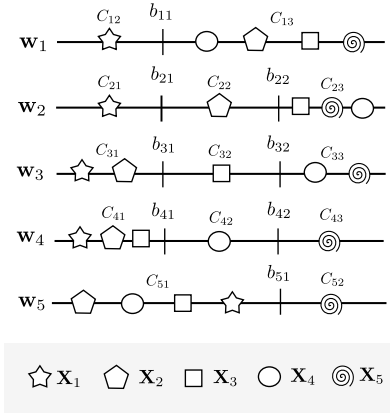 C₁₂ b₁₁ C₁₃
w₁
C₂₁ b₂₁ C₂₂ b₂₂ C₂₃
w₂
C₃₁ b₃₁ C₃₂ b₃₂ C₃₃
w₃
C₄₁ b₄₁ C₄₂ b₄₂ C₄₃
w₄
C₅₁ b₅₁ C₅₂
w₅
X₁ X₂ X₃ X₄ X₅